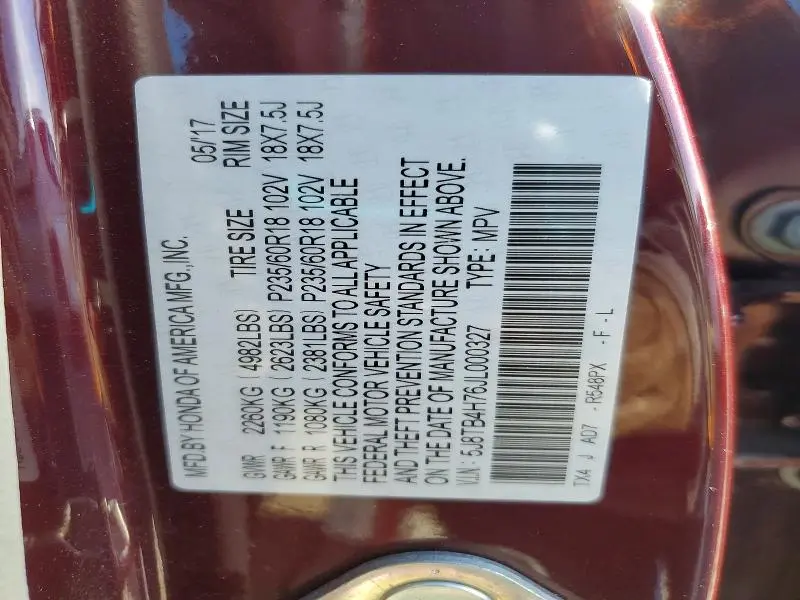 MFD.BY HONDA OF AMERICA MFG.,INC. 05/17
GVWR 2260KG ( 4982LBS) TIRE SIZE RIM SIZE
GAWR F 1190KG ( 2623LBS) P235/60R18 102V 18X7.5J
GAWR R 1080KG ( 2381LBS) P235/60R18 102V 18X7.5J
THIS VEHICLE CONFORMS TO ALL APPLICABLE
FEDERAL MOTOR VEHICLE SAFETY
AND THEFT PREVENTION STANDARDS IN EFFECT
ON THE DATE OF MANUFACTURE SHOWN ABOVE.
V.I.N : 5J8TB4H76JL000327 TYPE: MPV
TX4 J AD7 - R548PX - F - L